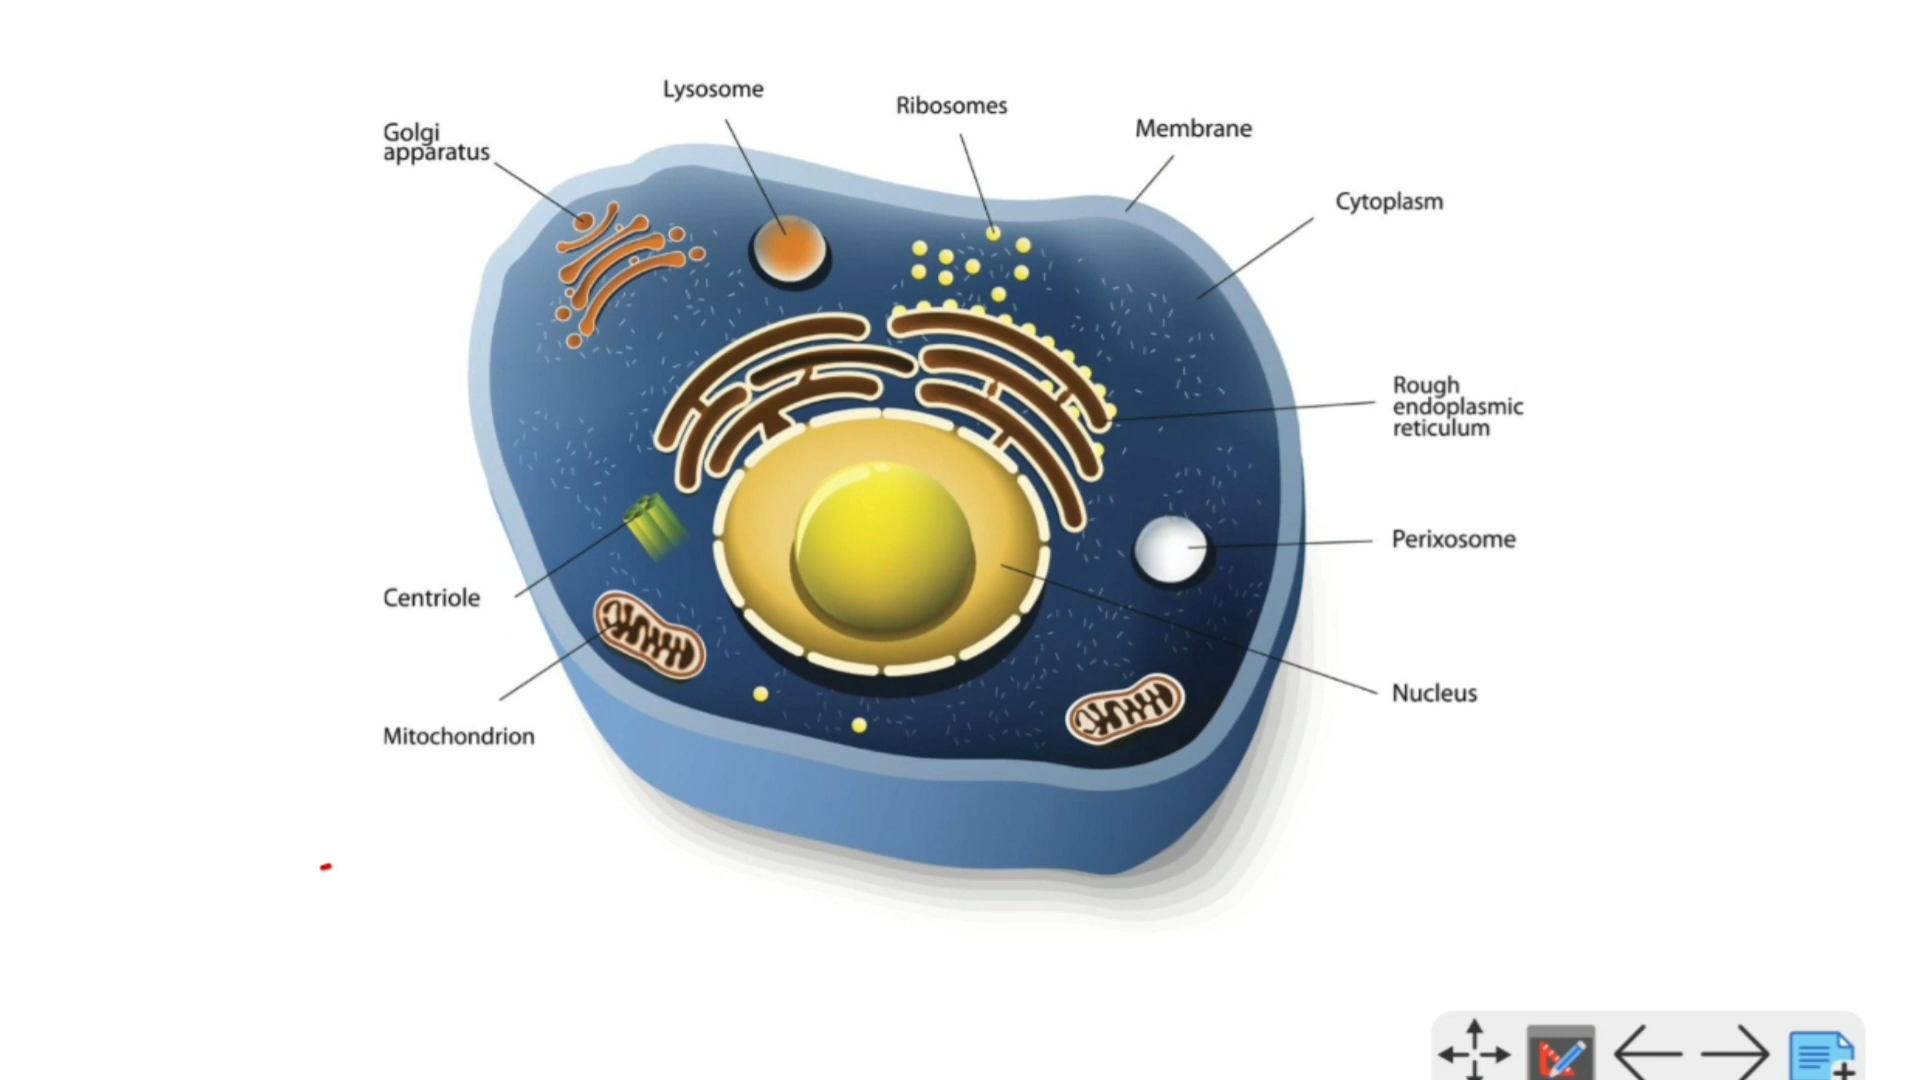 Lysosome
Ribosomes
Golgi
apparatus
Membrane
Cytoplasm
Rough
endoplasmic
reticulum
Perixosome
Centriole
Nucleus
Mitochondrion